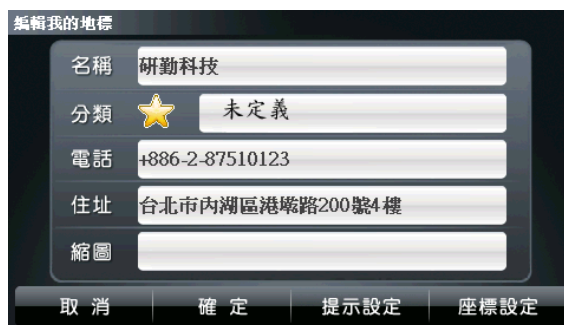 編輯我的地標
名稱 研勤科技
分類 未定義
電話 +886-2-87510123
住址 台北市內湖區港墘路200號4樓
縮圖
取消 確定 提示設定 座標設定